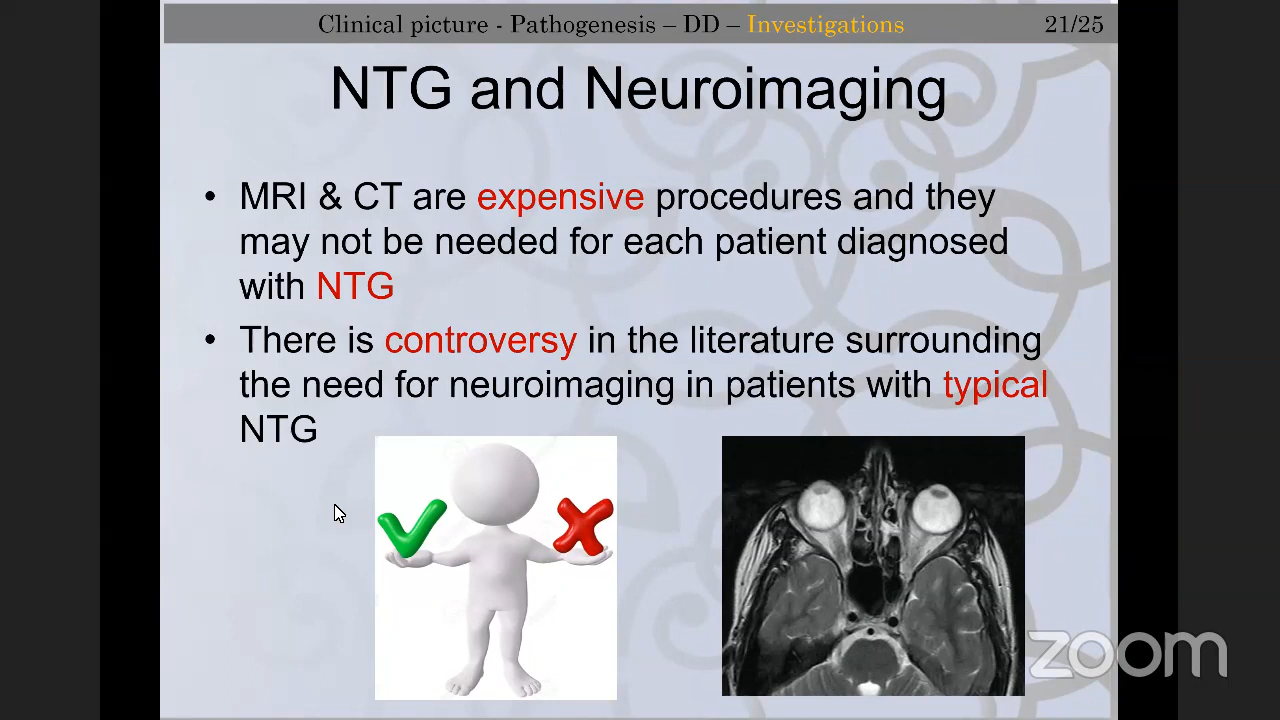 Clinical picture - Pathogenesis – DD – Investigations 21/25
NTG and Neuroimaging
• MRI & CT are expensive procedures and they
may not be needed for each patient diagnosed
with NTG
• There is controversy in the literature surrounding
the need for neuroimaging in patients with typical
NTG
zoom